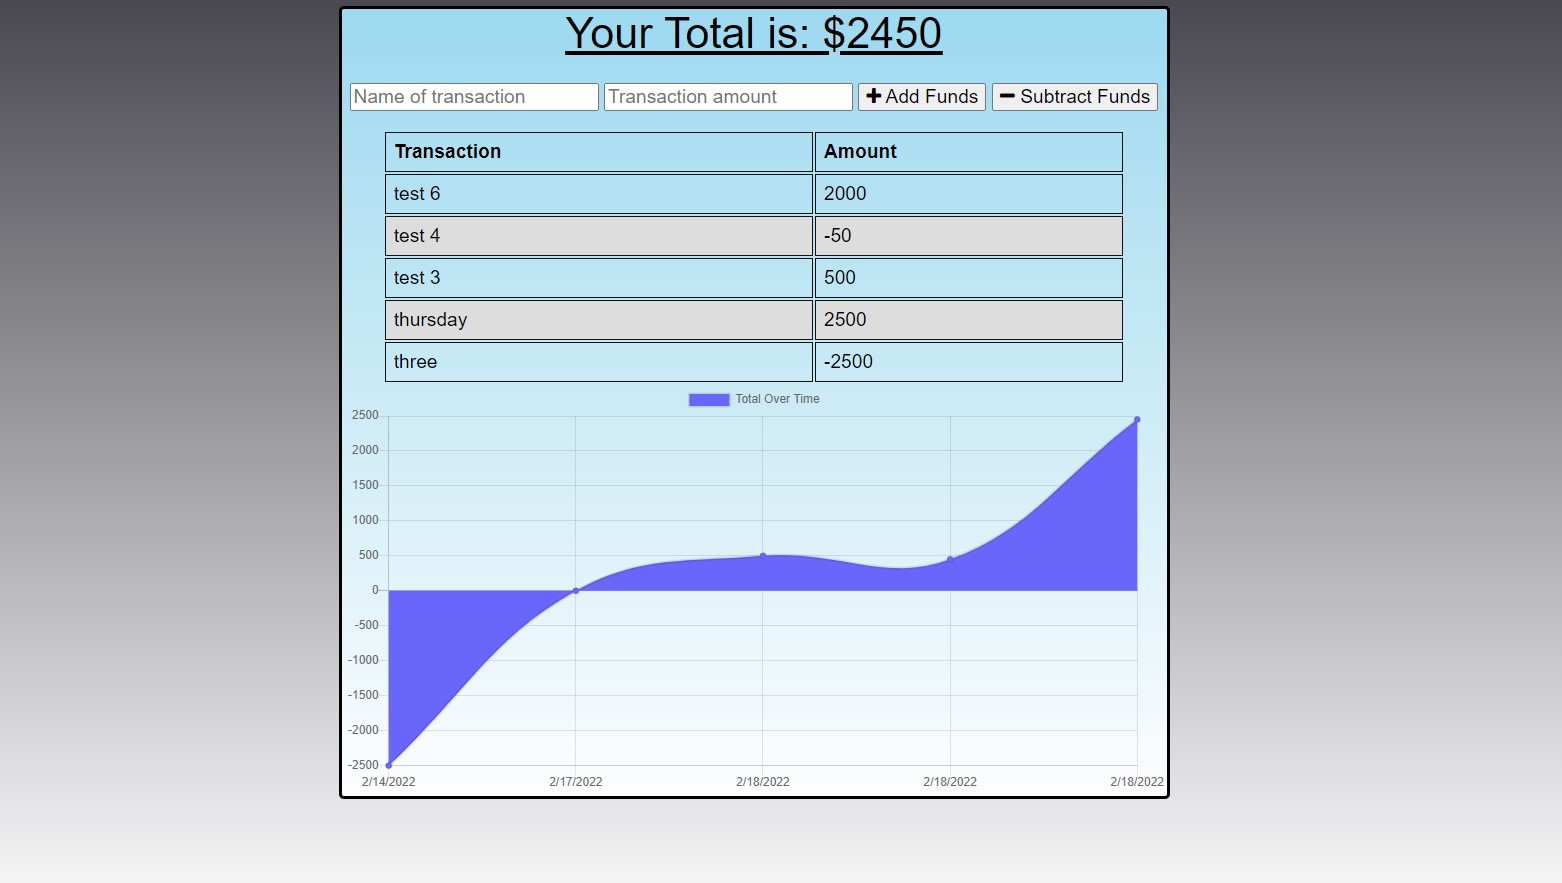 Your Total is: $2450
Name of transaction Transaction amount Add Funds Subtract Funds
Transaction Amount
test 6 2000
test 4 -50
test 3 500
thursday 2500
three -2500
Total Over Time
2500
2000
1500
1000
500
0
-500
-1000
-1500
-2000
-2500
2/14/2022 2/17/2022 2/18/2022 2/18/2022 2/18/2022